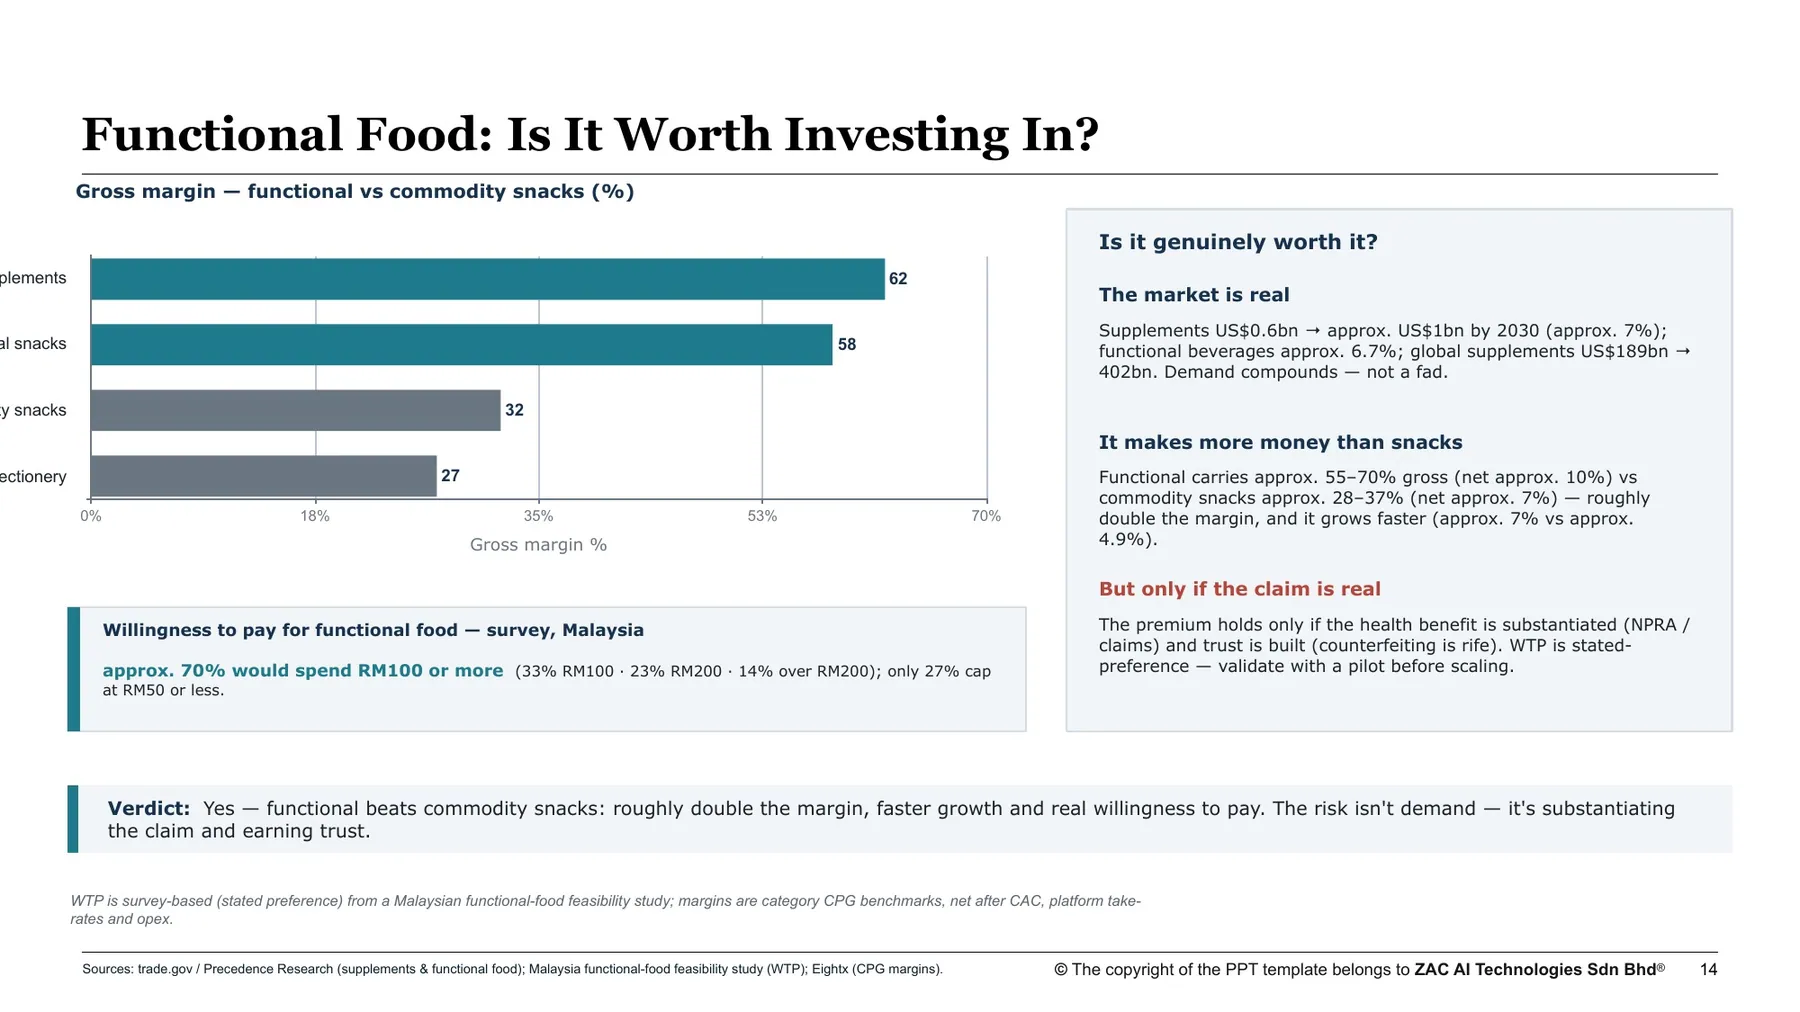 Functional Food: Is It Worth Investing In?
Gross margin — functional vs commodity snacks (%)
plements
62
al snacks
58
y snacks
32
ectionery
27
0% 18% 35% 53% 70%
Gross margin %
Willingness to pay for functional food — survey, Malaysia
approx. 70% would spend RM100 or more (33% RM100 · 23% RM200 · 14% over RM200); only 27% cap
at RM50 or less.
Is it genuinely worth it?
The market is real
Supplements US$0.6bn → approx. US$1bn by 2030 (approx. 7%);
functional beverages approx. 6.7%; global supplements US$189bn →
402bn. Demand compounds — not a fad.
It makes more money than snacks
Functional carries approx. 55–70% gross (net approx. 10%) vs
commodity snacks approx. 28–37% (net approx. 7%) — roughly
double the margin, and it grows faster (approx. 7% vs approx.
4.9%).
But only if the claim is real
The premium holds only if the health benefit is substantiated (NPRA /
claims) and trust is built (counterfeiting is rife). WTP is stated-
preference — validate with a pilot before scaling.
Verdict: Yes — functional beats commodity snacks: roughly double the margin, faster growth and real willingness to pay. The risk isn't demand — it's substantiating
the claim and earning trust.
WTP is survey-based (stated preference) from a Malaysian functional-food feasibility study; margins are category CPG benchmarks, net after CAC, platform take-
rates and opex.
Sources: trade.gov / Precedence Research (supplements & functional food); Malaysia functional-food feasibility study (WTP); Eightx (CPG margins).
© The copyright of the PPT template belongs to ZAC AI Technologies Sdn Bhd® 14